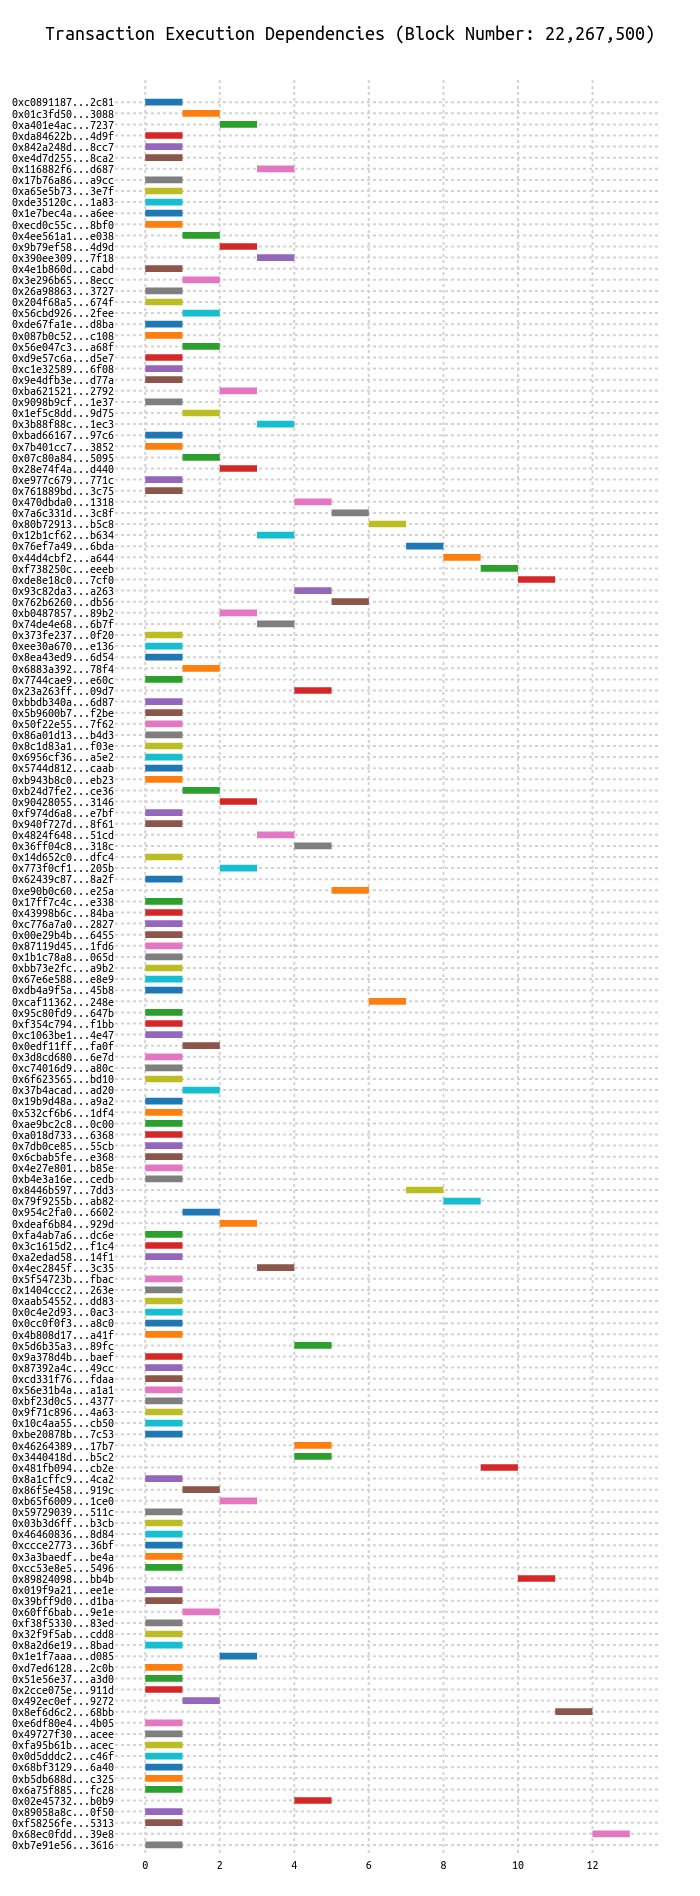 Transaction Execution Dependencies (Block Number: 22,267,500)
0xc0891187...2c81
0x01c3fd50...3088
0xa401e4ac...7237
0xda84622b...4d9f
0x842a248d...8cc7
0xe4d7d255...8ca2
0x116882f6...d687
0x17b76a86...a9cc
0xa65e5b73...3e7f
0xde35120c...1a83
0x1e7bec4a...a6ee
0xecd0c55c...8bf0
0x4ee561a1...e038
0x9b79ef58...4d9d
0x390ee309...7f18
0x4e1b860d...cabd
0x3e296b65...8ecc
0x26a98863...3727
0x204f68a5...674f
0x56cbd926...2fee
0xde67fa1e...d8ba
0x087b0c52...c108
0x56e047c3...a68f
0xd9e57c6a...d5e7
0xc1e32589...6f08
0x9e4dfb3e...d77a
0xba621521...2792
0x9098b9cf...1e37
0x1ef5c8dd...9d75
0x3b88f88c...1ec3
0xbad66167...97c6
0x7b401cc7...3852
0x07c80a84...5095
0x28e74f4a...d440
0xe977c679...771c
0x761889bd...3c75
0x470dbda0...1318
0x7a6c331d...3c8f
0x80b72913...b5c8
0x12b1cf62...b634
0x76ef7a49...6bda
0x44d4cbf2...a644
0xf738250c...eeeb
0xde8e18c0...7cf0
0x93c82da3...a263
0x762b6260...db56
0xb0487857...89b2
0x74de4e68...6b7f
0x373fe237...0f20
0xee30a670...e136
0x8ea43ed9...6d54
0x6883a392...78f4
0x7744cae9...e60c
0x23a263ff...09d7
0xbbdb340a...6d87
0x5b9600b7...f2be
0x50f22e55...7f62
0x86a01d13...b4d3
0x8c1d83a1...f03e
0x6956cf36...a5e2
0x5744d812...caab
0xb943b8c0...eb23
0xb24d7fe2...ce36
0x90428055...3146
0xf974d6a8...e7bf
0x940f727d...8f61
0x4824f648...51cd
0x36ff04c8...318c
0x14d652c0...dfc4
0x773f0cf1...205b
0x62439c87...8a2f
0xe90b0c60...e25a
0x17ff7c4c...e338
0x43998b6c...84ba
0xc776a7a0...2827
0x00e29b4b...6455
0x87119d45...1fd6
0x1b1c78a8...065d
0xbb73e2fc...a9b2
0x67e6e588...e8e9
0xdb4a9f5a...45b8
0xcaf11362...248e
0x95c80fd9...647b
0xf354c794...f1bb
0xc1063be1...4e47
0x0edf11ff...fa0f
0x3d8cd680...6e7d
0xc74016d9...a80c
0x6f623565...bd10
0x37b4acad...ad20
0x19b9d48a...a9a2
0x532cf6b6...1df4
0xae9bc2c8...0c00
0xa018d733...6368
0x7db0ce85...55cb
0x6cbab5fe...e368
0x4e27e801...b85e
0xb4e3a16e...cedb
0x8446b597...7dd3
0x79f9255b...ab82
0x954c2fa0...6602
0xdeaf6b84...929d
0xfa4ab7a6...dc6e
0x3c1615d2...f1c4
0xa2edad58...14f1
0x4ec2845f...3c35
0x5f54723b...fbac
0x1404ccc2...263e
0xaab54552...dd83
0x0c4e2d93...0ac3
0x0cc0f0f3...a8c0
0x4b808d17...a41f
0x5d6b35a3...89fc
0x9a378d4b...baef
0x87392a4c...49cc
0xcd331f76...fdaa
0x56e31b4a...a1a1
0xbf23d0c5...4377
0x9f71c896...4a63
0x10c4aa55...cb50
0xbe20878b...7c53
0x46264389...17b7
0x3440418d...b5c2
0x481fb094...cb2e
0x8a1cffc9...4ca2
0x86f5e458...919c
0xb65f6009...1ce0
0x59729039...511c
0x03b3d6ff...b3cb
0x46460836...8d84
0xccce2773...36bf
0x3a3baedf...be4a
0xcc53e8e5...5496
0x89824098...bb4b
0x019f9a21...ee1e
0x39bff9d0...d1ba
0x60ff6bab...9e1e
0xf38f5330...83ed
0x32f9f5ab...cdd8
0x8a2d6e19...8bad
0x1e1f7aaa...d085
0xd7ed6128...2c0b
0x51e56e37...a3d0
0x2cce075e...911d
0x492ec0ef...9272
0x8ef6d6c2...68bb
0xe6df80e4...4b05
0x49727f30...acee
0xfa95b61b...acec
0x0d5dddc2...c46f
0x68bf3129...6a40
0xb5db688d...c325
0x6a75f885...fc28
0x02e45732...b0b9
0x89058a8c...0f50
0xf58256fe...5313
0x68ec0fdd...39e8
0xb7e91e56...3616
0 2 4 6 8 10 12